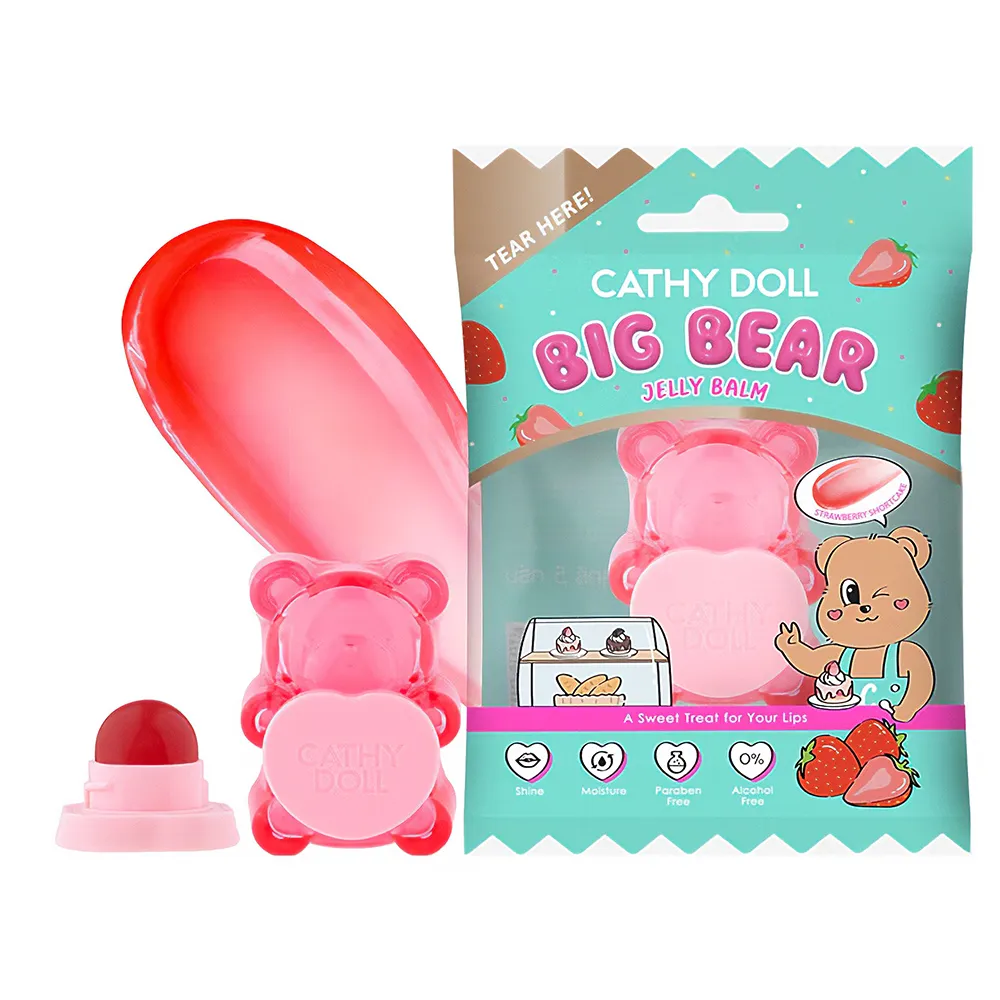 TEAR HERE!
CATHY DOLL
BIG BEAR
JELLY BALM
STRAWBERRY SHORTCAKE
CATHY
DOLL
A Sweet Treat for Your Lips
Shine
Moisture
Paraben
Free
0%
Alcohol
Free
CATHY
DOLL